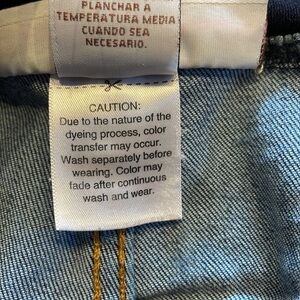 PLANCHAR A
TEMPERATURA MEDIA
CUANDO SEA
NECESARIO.
CAUTION:
Due to the nature of the
dyeing process, color
transfer may occur.
Wash separately before
wearing. Color may
fade after continuous
wash and wear.